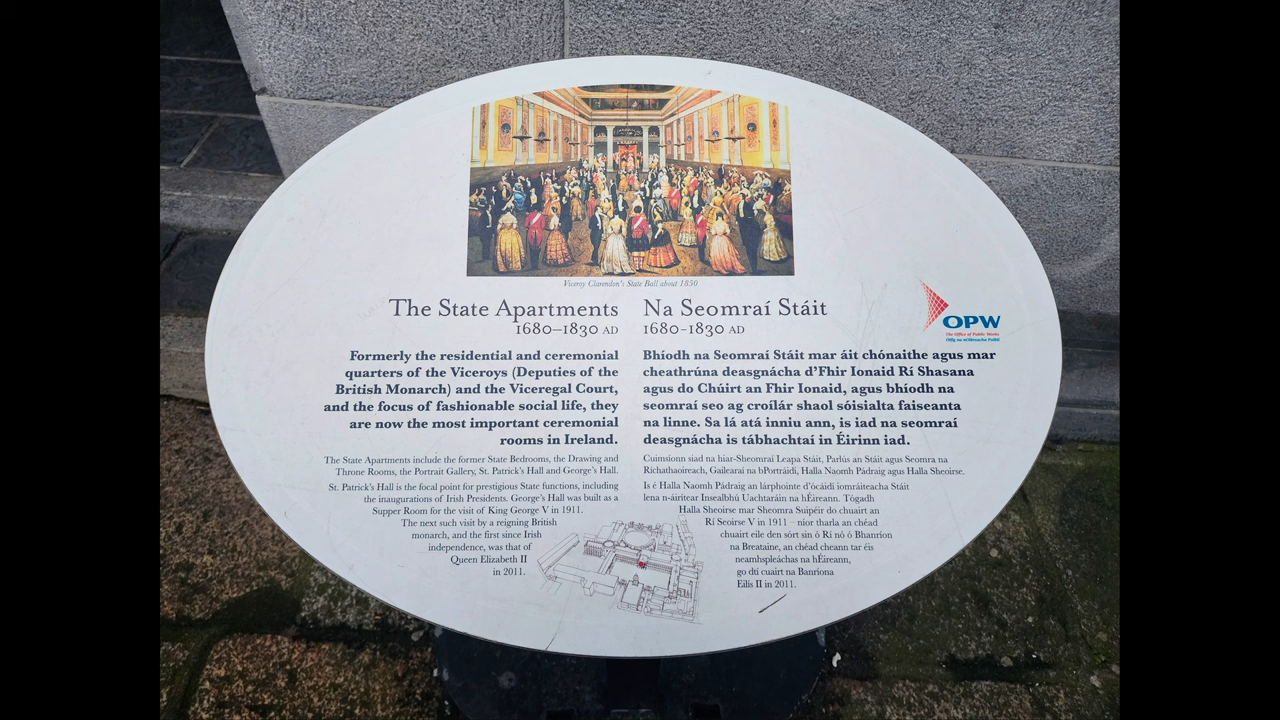 Viceroy Clarendon's State Ball about 1850
The State Apartments
1680–1830 AD
Formerly the residential and ceremonial
quarters of the Viceroys (Deputies of the
British Monarch) and the Viceregal Court,
and the focus of fashionable social life, they
are now the most important ceremonial
rooms in Ireland.
The State Apartments include the former State Bedrooms, the Drawing and
Throne Rooms, the Portrait Gallery, St. Patrick's Hall and George's Hall.
St. Patrick's Hall is the focal point for prestigious State functions, including
the inaugurations of Irish Presidents. George's Hall was built as a
Supper Room for the visit of King George V in 1911.
The next such visit by a reigning British
monarch, and the first since Irish
independence, was that of
Queen Elizabeth II
in 2011.
Na Seomraí Stáit
1680-1830 AD
Bhíodh na Seomraí Stáit mar áit chónaithe agus mar
cheathrúna deasgnácha d'Fhir Ionaid Rí Shasana
agus do Chúirt an Fhir Ionaid, agus bhíodh na
seomraí seo ag croílár shaol sóisialta faiseanta
na linne. Sa lá atá inniu ann, is iad na seomraí
deasgnácha is tábhachtaí in Éirinn iad.
Cuimsíonn siad na hiar-Sheomraí Leapa Stáit, Parlús an Stáit agus Seomra na
Ríchathaoireach, Gailearaí na bPortráidí, Halla Naomh Pádraig agus Halla Sheoirse.
Is é Halla Naomh Pádraig an lárphointe d'ócáidí iomráiteacha Stáit
lena n-áirítear Insealbhú Uachtaráin na hÉireann. Tógadh
Halla Sheoirse mar Sheomra Suipéir do chuairt an
Rí Seoirse V in 1911 – níor tharla an chéad
chuairt eile den sórt sin ó Rí nó ó Bhanríon
na Breataine, an chéad cheann tar éis
neamhspleáchas na hÉireann,
go dtí cuairt na Banríona
Eilís II in 2011.
OPW
The Office of Public Works
Oifig na nOibreacha Poiblí